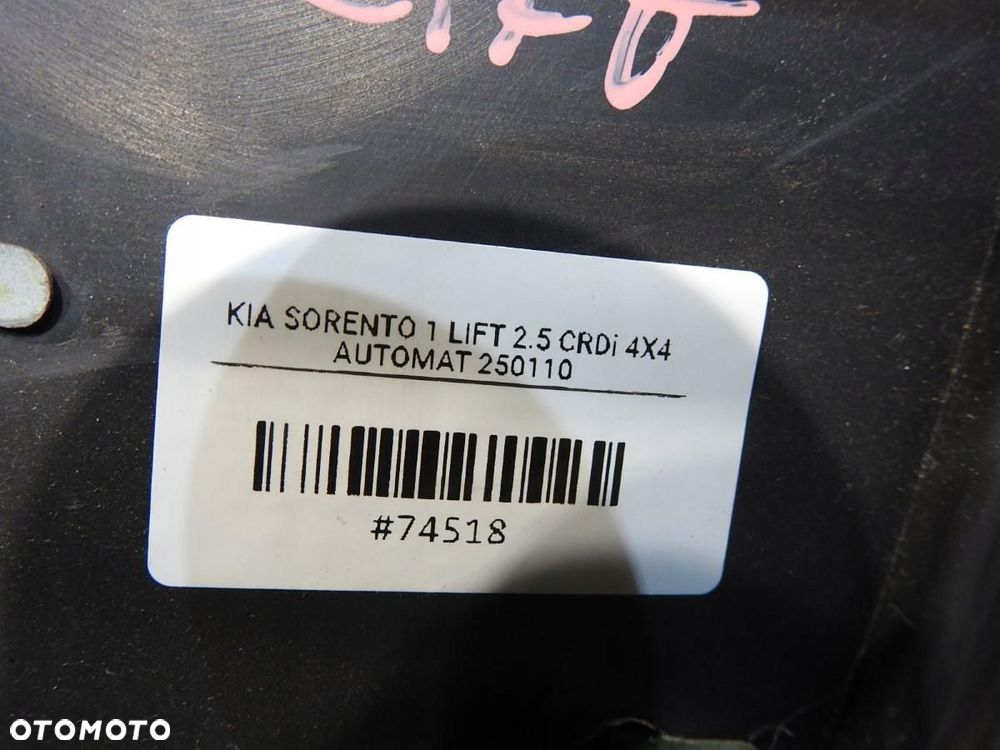 KIA SORENTO 1 LIFT 2.5 CRDi 4X4
AUTOMAT 250110
#74518
OTOMOTO